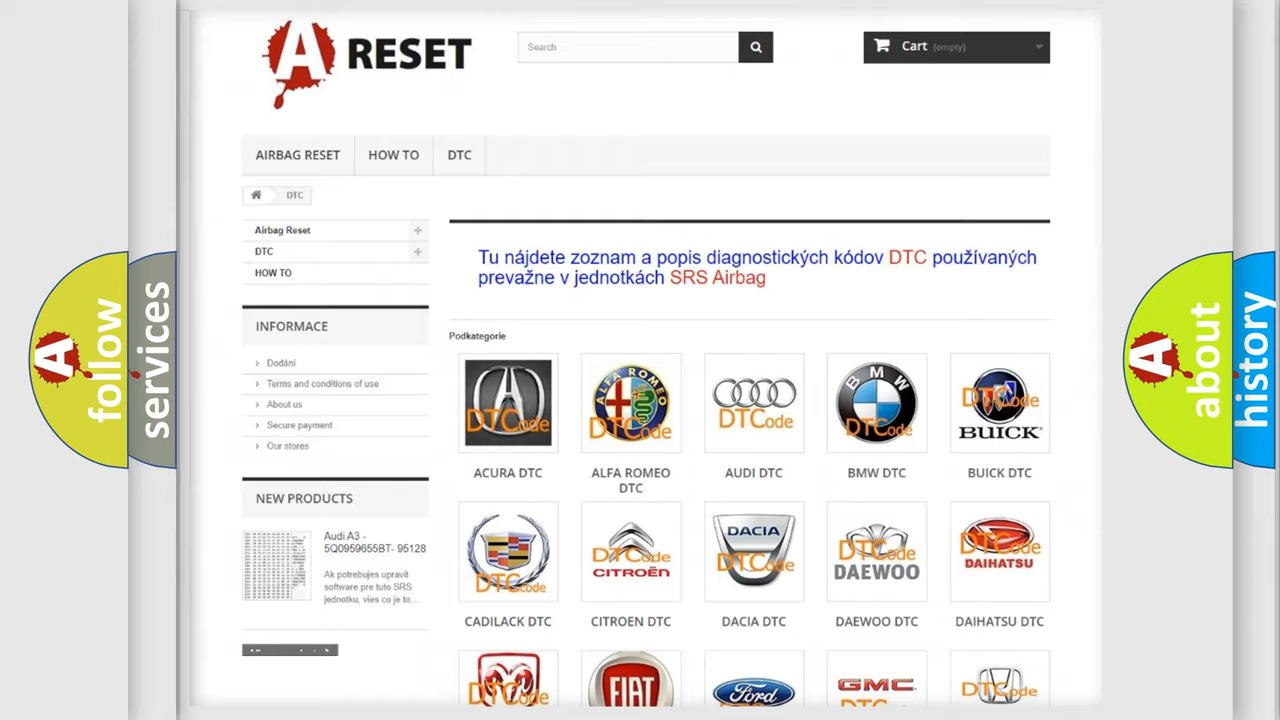 A RESET
Search
Cart (empty)
AIRBAG RESET
HOW TO
DTC
DTC
Airbag Reset
DTC
HOW TO
INFORMACE
Dodání
Terms and conditions of use
About us
Secure payment
Our stores
NEW PRODUCTS
Audi A3 -
5Q0959655BT- 95128
Ak potrebujes upravit
software pre tuto SRS
jednotku, vies co je to...
Tu nájdete zoznam a popis diagnostických kódov DTC používaných
prevažne v jednotkách SRS Airbag
Podkategorie
DTCode
ALFA ROMEO
DTCode
DTCode
BMW
DTCode
DTCode
BUICK
ACURA DTC
ALFA ROMEO
DTC
AUDI DTC
BMW DTC
BUICK DTC
DTCode
DTCode
CITROËN
DACIA
DTCode
DTCode
DAEWOO
DTCode
DAIHATSU
CADILACK DTC
CITROEN DTC
DACIA DTC
DAEWOO DTC
DAIHATSU DTC
DTCode
FIAT
Ford
GMC
DTCode
A follow
services
A about
history